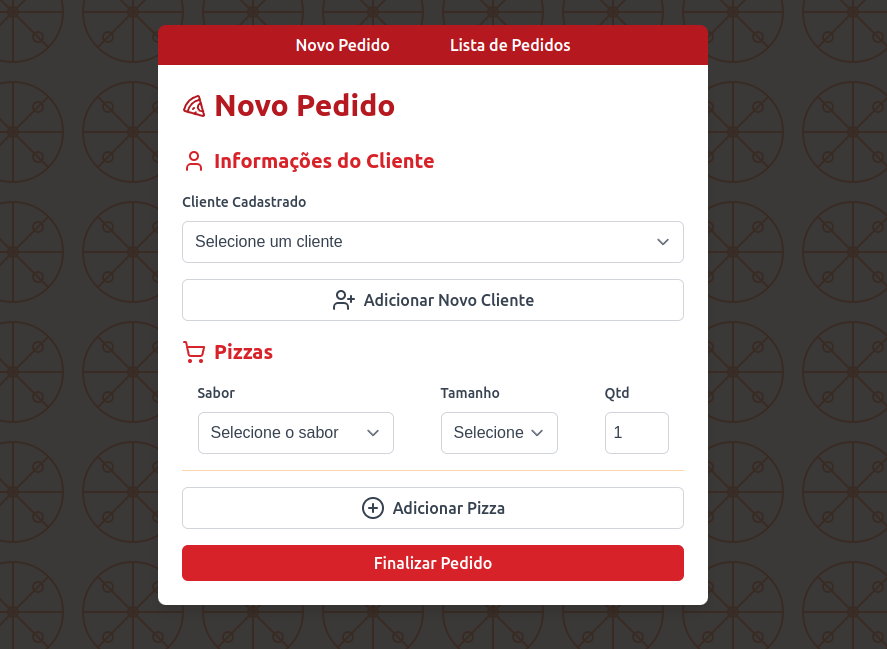 Novo Pedido Lista de Pedidos
Novo Pedido
Informações do Cliente
Cliente Cadastrado
Selecione um cliente
Adicionar Novo Cliente
Pizzas
Sabor Tamanho Qtd
Selecione o sabor Selecione 1
Adicionar Pizza
Finalizar Pedido